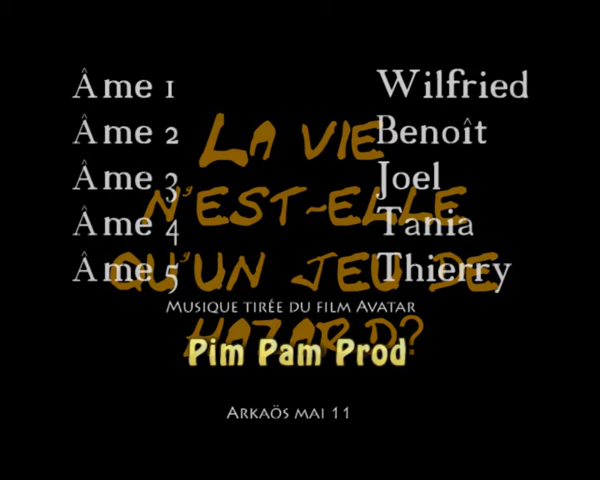 Âme 1 Wilfried
Âme 2 Benoît
Âme 3 Joel
Âme 4 Tania
Âme 5 Thierry
La vie
n'est-elle
qu'un jeu de
hazard?
Musique tirée du film Avatar
Pim Pam Prod
Arkaös mai 11